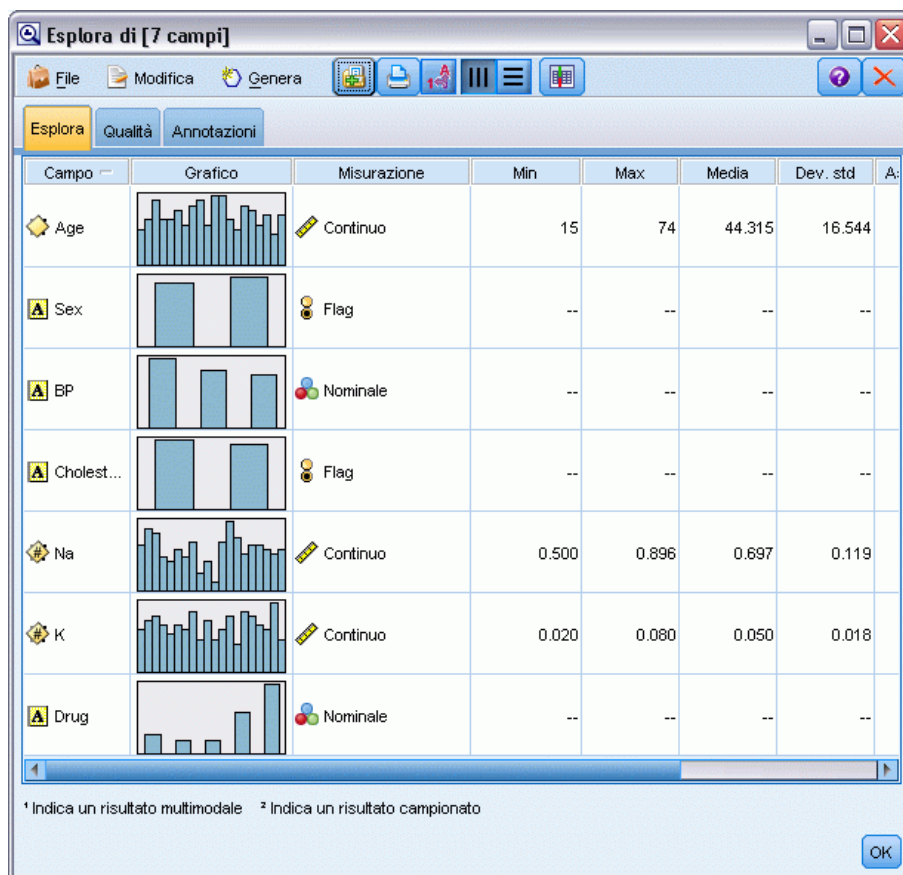 Esplora di [7 campi]
File Modifica Genera
Esplora Qualità Annotazioni
Campo Grafico Misurazione Min Max Media Dev. std
Age Continuo 15 74 44.315 16.544
A Sex Flag -- -- -- --
A BP Nominale -- -- -- --
A Cholest... Flag -- -- -- --
# Na Continuo 0.500 0.896 0.697 0.119
# K Continuo 0.020 0.080 0.050 0.018
A Drug Nominale -- -- -- --
¹ Indica un risultato multimodale ² Indica un risultato campionato
OK